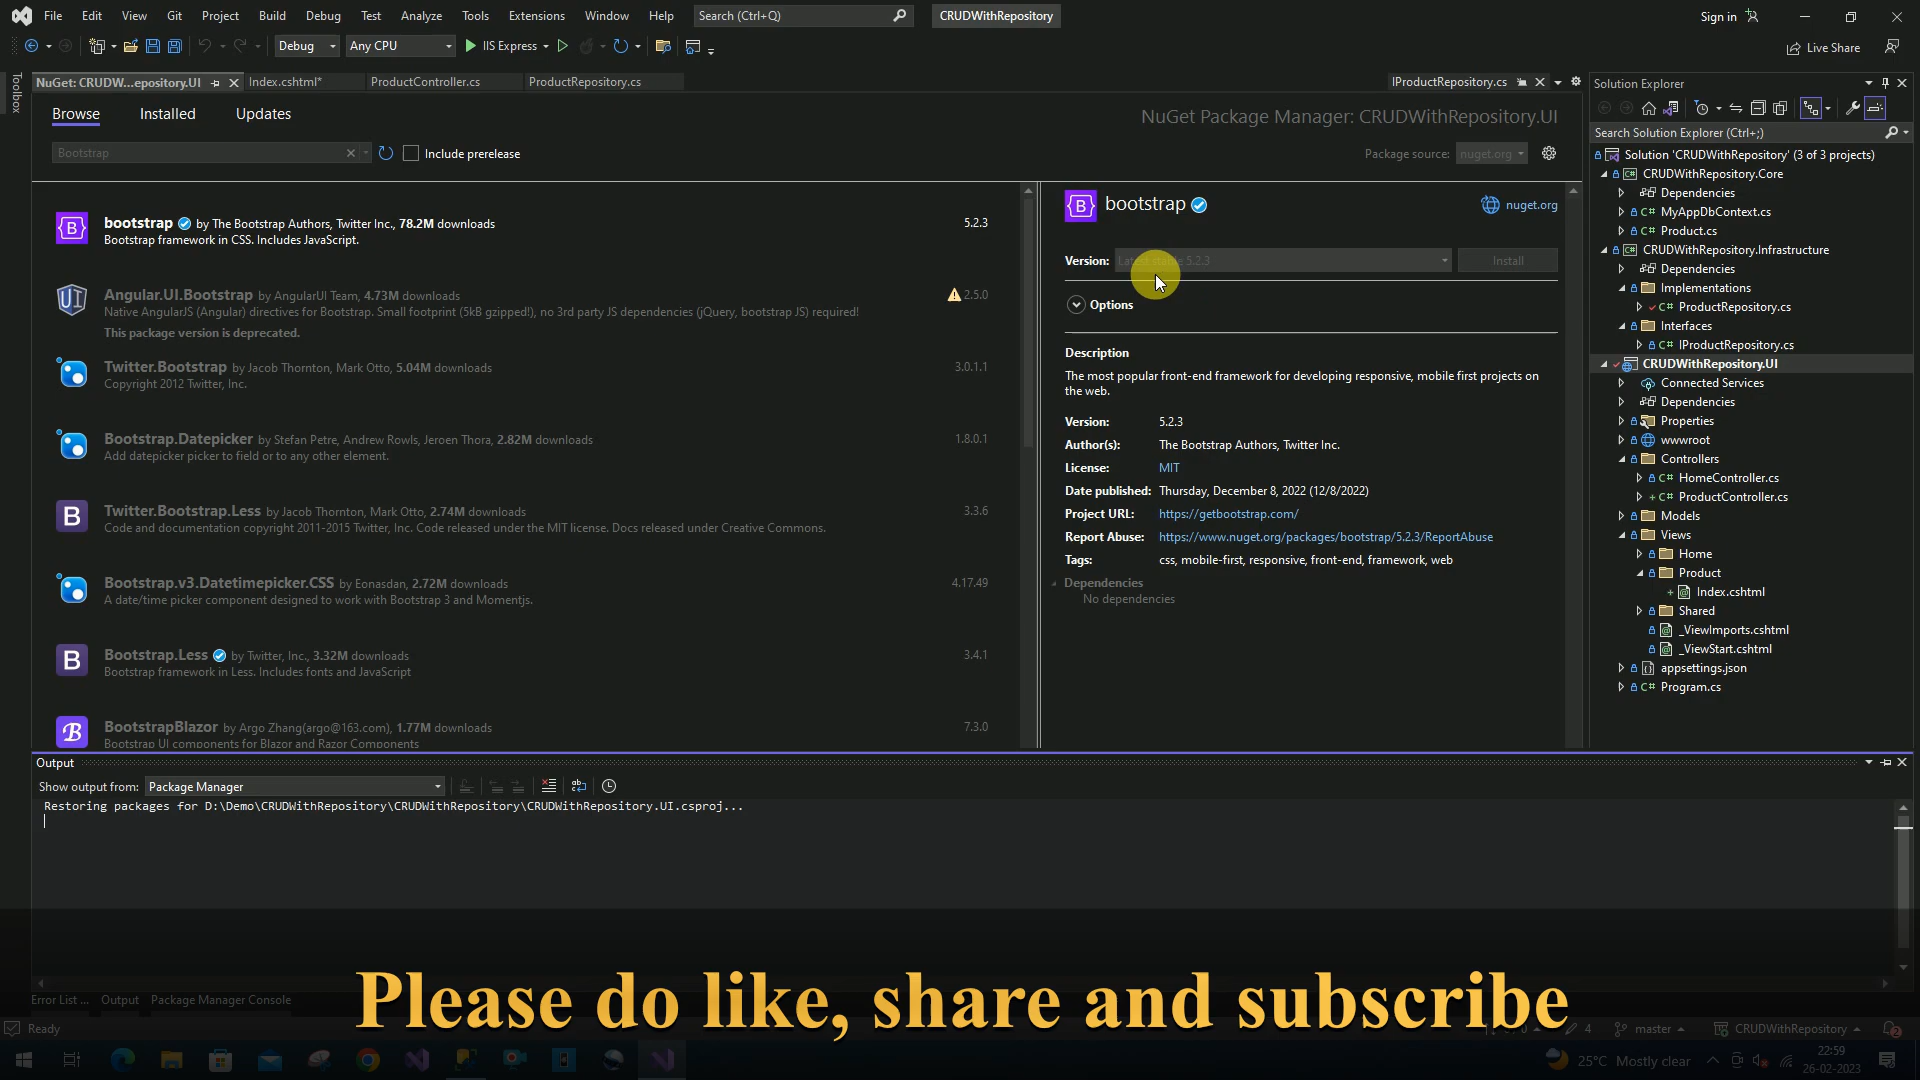 File Edit View Git Project Build Debug Test Analyze Tools Extensions Window Help Search (Ctrl+Q) CRUDWithRepository Sign in
Debug Any CPU IIS Express Live Share
Toolbox
NuGet: CRUDW...epository.UI Index.cshtml* ProductController.cs ProductRepository.cs IProductRepository.cs
Browse Installed Updates
NuGet Package Manager: CRUDWithRepository.UI
Bootstrap Include prerelease Package source: nuget.org
bootstrap by The Bootstrap Authors, Twitter Inc., 78.2M downloads 5.2.3
Bootstrap framework in CSS. Includes JavaScript.
Angular.UI.Bootstrap by AngularUI Team, 4.73M downloads 2.5.0
Native AngularJS (Angular) directives for Bootstrap. Small footprint (5kB gzipped!), no 3rd party JS dependencies (jQuery, bootstrap JS) required!
This package version is deprecated.
Twitter.Bootstrap by Jacob Thornton, Mark Otto, 5.04M downloads 3.0.1.1
Copyright 2012 Twitter, Inc.
Bootstrap.Datepicker by Stefan Petre, Andrew Rowls, Jeroen Thora, 2.82M downloads 1.8.0.1
Add datepicker picker to field or to any other element.
Twitter.Bootstrap.Less by Jacob Thornton, Mark Otto, 2.74M downloads 3.3.6
Code and documentation copyright 2011-2015 Twitter, Inc. Code released under the MIT license. Docs released under Creative Commons.
Bootstrap.v3.Datetimepicker.CSS by Eonasdan, 2.72M downloads 4.17.49
A date/time picker component designed to work with Bootstrap 3 and Momentjs.
Bootstrap.Less by Twitter, Inc., 3.32M downloads 3.4.1
Bootstrap framework in Less. Includes fonts and JavaScript
BootstrapBlazor by Argo Zhang(argo@163.com), 1.77M downloads 7.3.0
Bootstrap UI components for Blazor and Razor Components
bootstrap nuget.org
Version: Latest stable 5.2.3 Install
Options
Description
The most popular front-end framework for developing responsive, mobile first projects on
the web.
Version: 5.2.3
Author(s): The Bootstrap Authors, Twitter Inc.
License: MIT
Date published: Thursday, December 8, 2022 (12/8/2022)
Project URL: https://getbootstrap.com/
Report Abuse: https://www.nuget.org/packages/bootstrap/5.2.3/ReportAbuse
Tags: css, mobile-first, responsive, front-end, framework, web
Dependencies
No dependencies
Solution Explorer
Search Solution Explorer (Ctrl+;)
Solution 'CRUDWithRepository' (3 of 3 projects)
CRUDWithRepository.Core
Dependencies
C# MyAppDbContext.cs
C# Product.cs
CRUDWithRepository.Infrastructure
Dependencies
Implementations
C# ProductRepository.cs
Interfaces
C# IProductRepository.cs
CRUDWithRepository.UI
Connected Services
Dependencies
Properties
wwwroot
Controllers
C# HomeController.cs
C# ProductController.cs
Models
Views
Home
Product
Index.cshtml
Shared
_ViewImports.cshtml
_ViewStart.cshtml
appsettings.json
C# Program.cs
Output
Show output from: Package Manager
Restoring packages for D:\Demo\CRUDWithRepository\CRUDWithRepository\CRUDWithRepository.UI.csproj...
Error List ... Output Package Manager Console
Please do like, share and subscribe
Ready 4 master CRUDWithRepository 2
25°C Mostly clear 22:59
26-02-2023